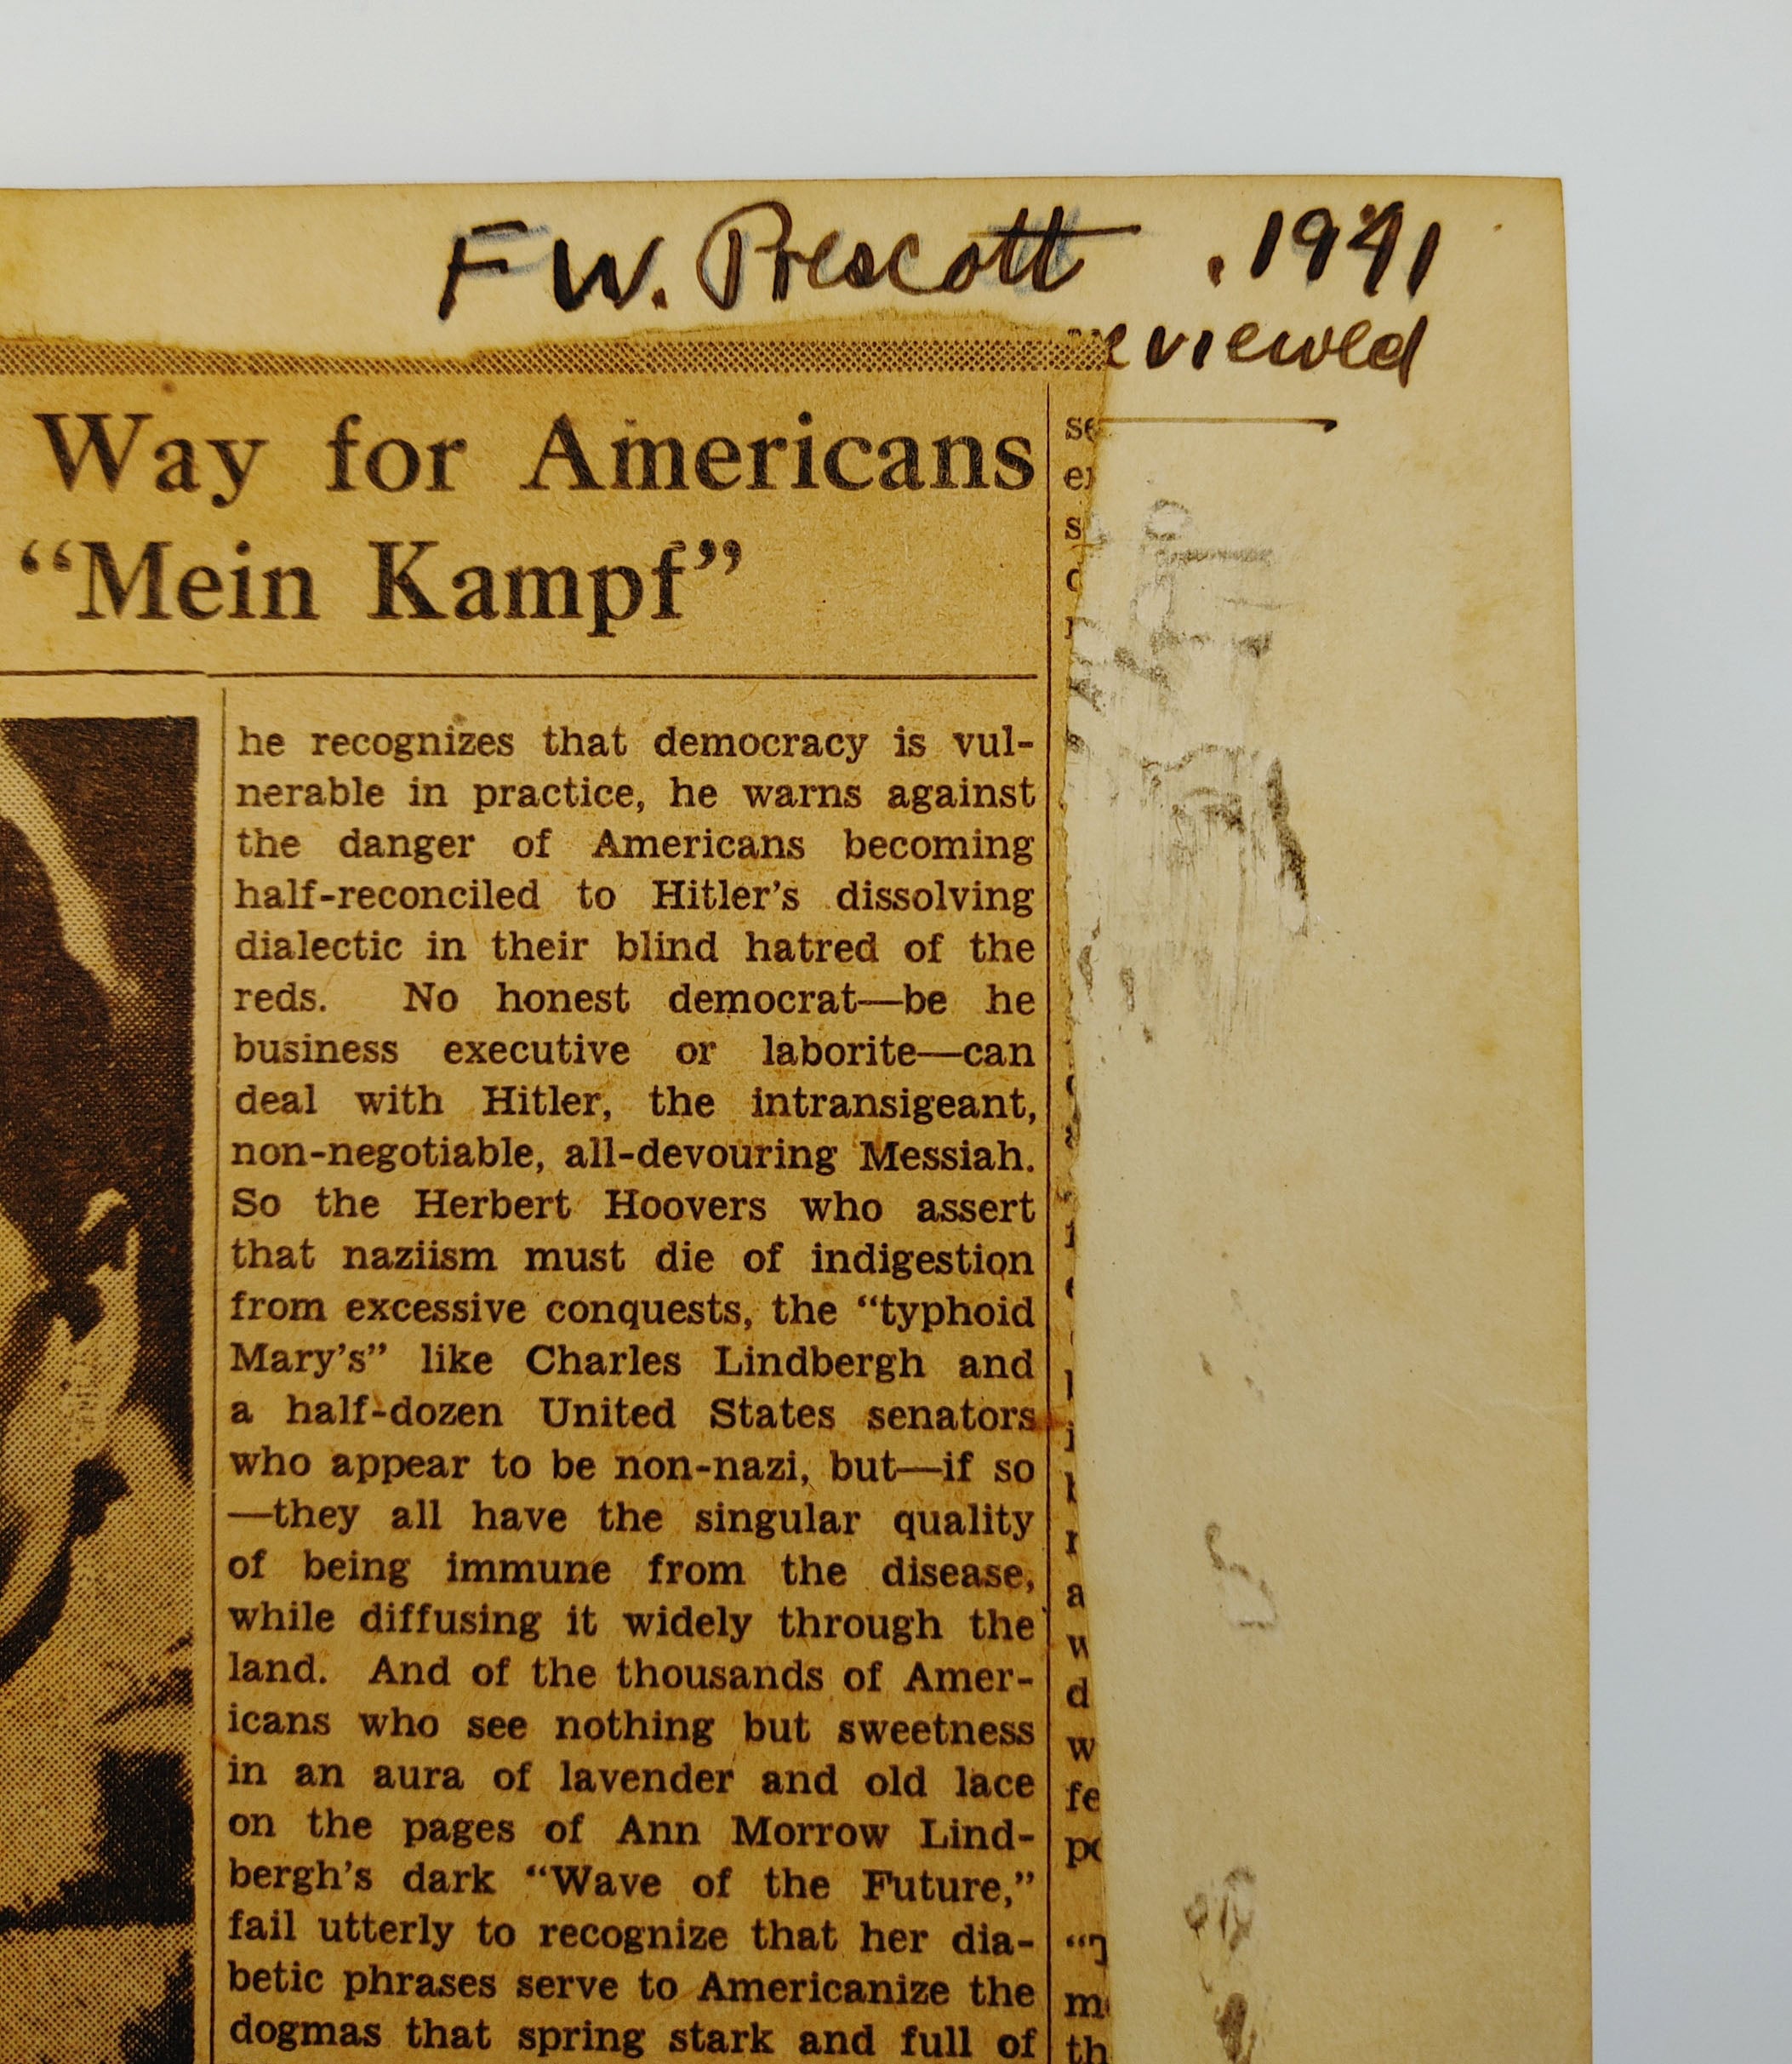 F W. Prescott . 1941
reviewed
Way for Americans
“Mein Kampf”
he recognizes that democracy is vul-
nerable in practice, he warns against
the danger of Americans becoming
half-reconciled to Hitler's dissolving
dialectic in their blind hatred of the
reds. No honest democrat—be he
business executive or laborite—can
deal with Hitler, the intransigeant,
non-negotiable, all-devouring Messiah.
So the Herbert Hoovers who assert
that naziism must die of indigestion
from excessive conquests, the “typhoid
Mary's” like Charles Lindbergh and
a half-dozen United States senators
who appear to be non-nazi, but—if so
—they all have the singular quality
of being immune from the disease,
while diffusing it widely through the
land. And of the thousands of Amer-
icans who see nothing but sweetness
in an aura of lavender and old lace
on the pages of Ann Morrow Lind-
bergh's dark “Wave of the Future,”
fail utterly to recognize that her dia-
betic phrases serve to Americanize the
dogmas that spring stark and full of